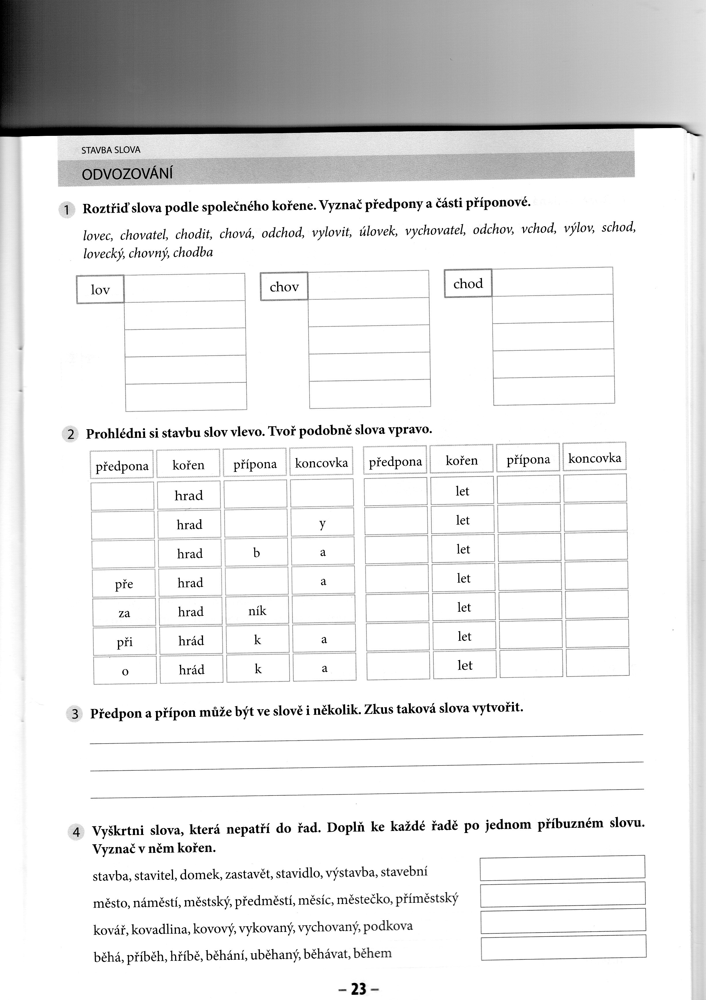 STAVBA SLOVA
ODVOZOVÁNÍ
1 Roztřiď slova podle společného kořene. Vyznač předpony a části příponové.
lovec, chovatel, chodit, chová, odchod, vylovit, úlovek, vychovatel, odchov, vchod, výlov, schod,
lovecký, chovný, chodba
lov chov chod
2 Prohlédni si stavbu slov vlevo. Tvoř podobně slova vpravo.
předpona kořen přípona koncovka předpona kořen přípona koncovka
hrad let
hrad y let
hrad b a let
pře hrad a let
za hrad ník let
při hrád k a let
o hrád k a let
3 Předpon a přípon může být ve slově i několik. Zkus taková slova vytvořit.
4 Vyškrtni slova, která nepatří do řad. Doplň ke každé řadě po jednom příbuzném slovu.
Vyznač v něm kořen.
stavba, stavitel, domek, zastavět, stavidlo, výstavba, stavební
město, náměstí, městský, předměstí, měsíc, městečko, příměstský
kovář, kovadlina, kovový, vykovaný, vychovaný, podkova
běhá, příběh, hříbě, běhání, uběhaný, běhávat, během
– 23 –